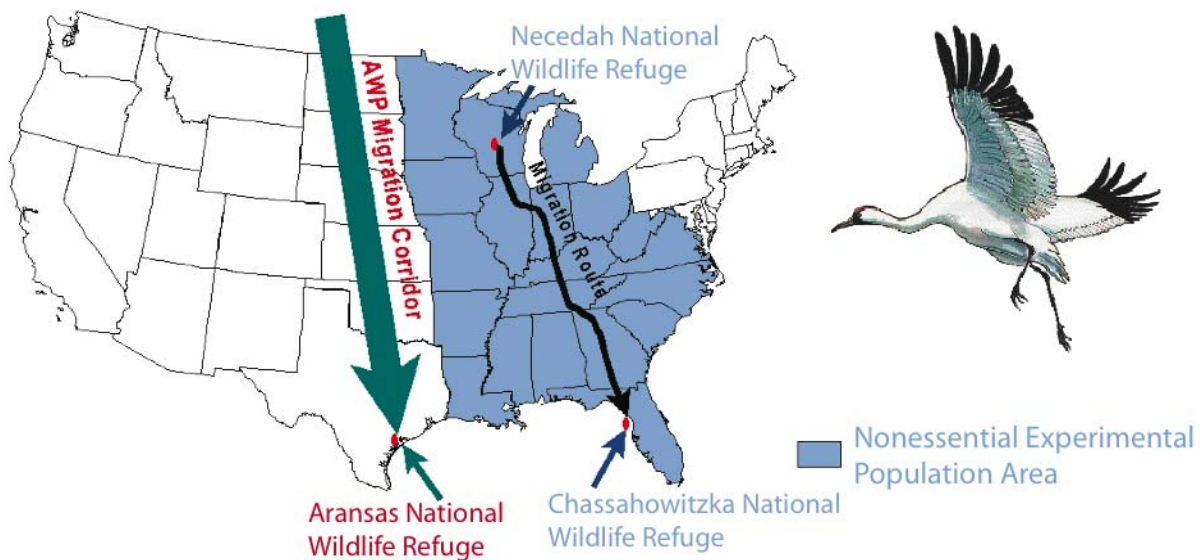 Necedah National
Wildlife Refuge
AWP Migration Corridor
Migration Route
Nonessential Experimental
Population Area
Aransas National
Wildlife Refuge
Chassahowitzka National
Wildlife Refuge